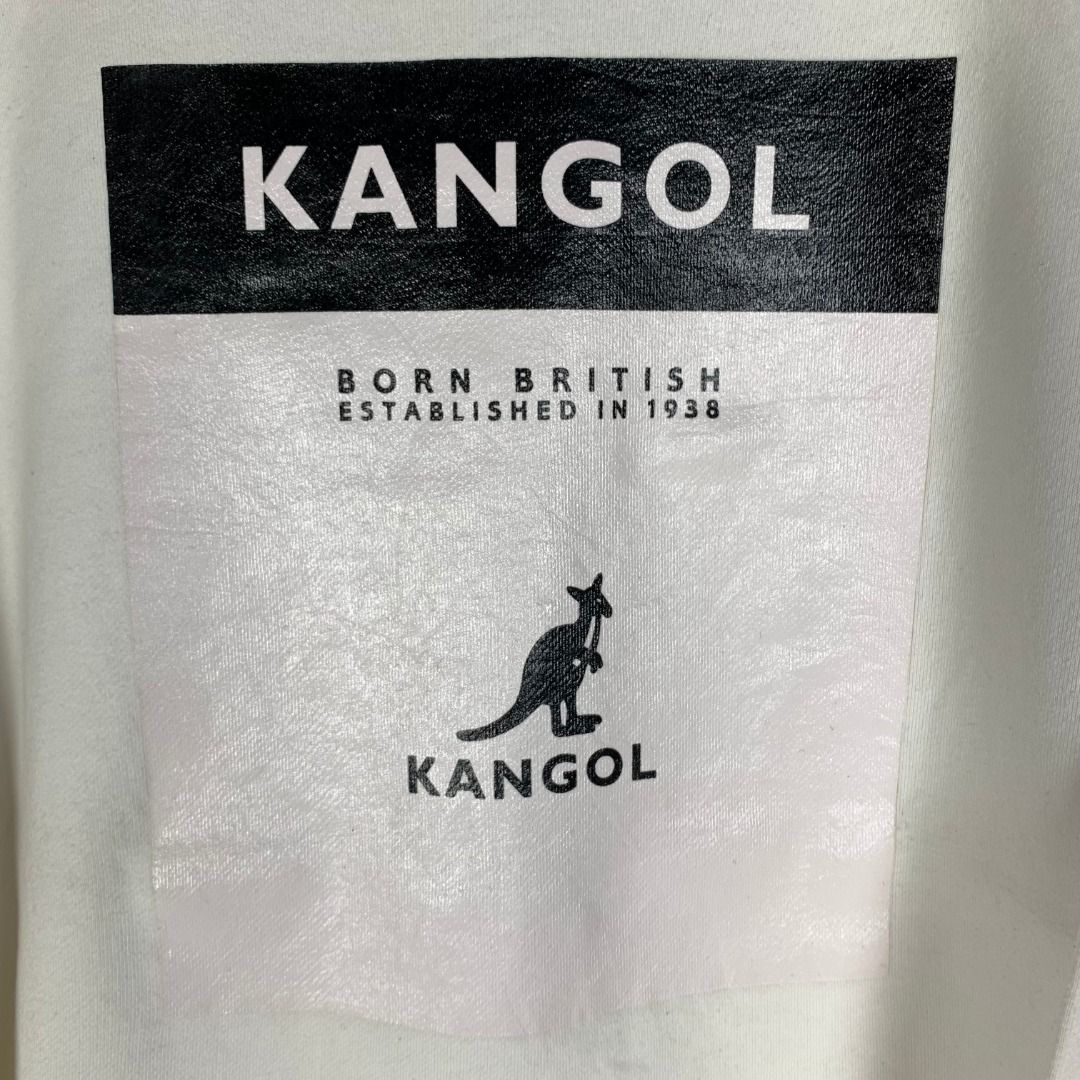 KANGOL
BORN BRITISH
ESTABLISHED IN 1938
KANGOL